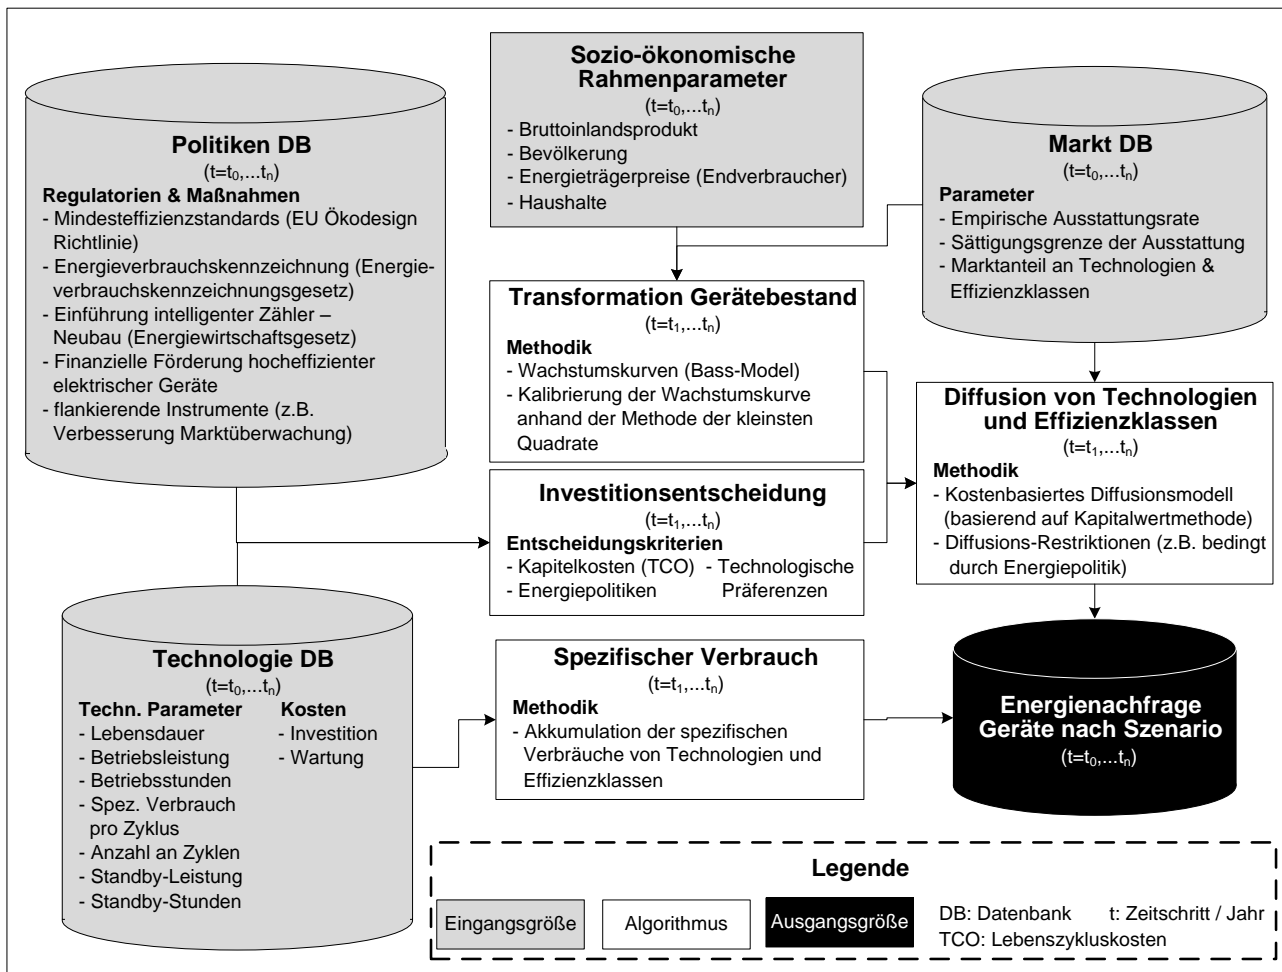 Politiken DB
(t=t0,...tn)
Regulatorien & Maßnahmen
- Mindesteffizienzstandards (EU Ökodesign
Richtlinie)
- Energieverbrauchskennzeichnung (Energie-
verbrauchskennzeichnungsgesetz)
- Einführung intelligenter Zähler –
Neubau (Energiewirtschaftsgesetz)
- Finanzielle Förderung hocheffizienter
elektrischer Geräte
- flankierende Instrumente (z.B.
Verbesserung Marktüberwachung)
Sozio-ökonomische
Rahmenparameter
(t=t0,...tn)
- Bruttoinlandsprodukt
- Bevölkerung
- Energieträgerpreise (Endverbraucher)
- Haushalte
Markt DB
(t=t0,...tn)
Parameter
- Empirische Ausstattungsrate
- Sättigungsgrenze der Ausstattung
- Marktanteil an Technologien &
Effizienzklassen
Transformation Gerätebestand
(t=t1,...tn)
Methodik
- Wachstumskurven (Bass-Model)
- Kalibrierung der Wachstumskurve
anhand der Methode der kleinsten
Quadrate
Diffusion von Technologien
und Effizienzklassen
(t=t1,...tn)
Methodik
- Kostenbasiertes Diffusionsmodell
(basierend auf Kapitalwertmethode)
- Diffusions-Restriktionen (z.B. bedingt
durch Energiepolitik)
Investitionsentscheidung
(t=t1,...tn)
Entscheidungskriterien
- Kapitelkosten (TCO) - Technologische
- Energiepolitiken Präferenzen
Technologie DB
(t=t0,...tn)
Techn. Parameter Kosten
- Lebensdauer - Investition
- Betriebsleistung - Wartung
- Betriebsstunden
- Spez. Verbrauch
pro Zyklus
- Anzahl an Zyklen
- Standby-Leistung
- Standby-Stunden
Spezifischer Verbrauch
(t=t1,...tn)
Methodik
- Akkumulation der spezifischen
Verbräuche von Technologien und
Effizienzklassen
Energienachfrage
Geräte nach Szenario
(t=t0,...tn)
Legende
Eingangsgröße Algorithmus Ausgangsgröße DB: Datenbank t: Zeitschritt / Jahr
TCO: Lebenszykluskosten